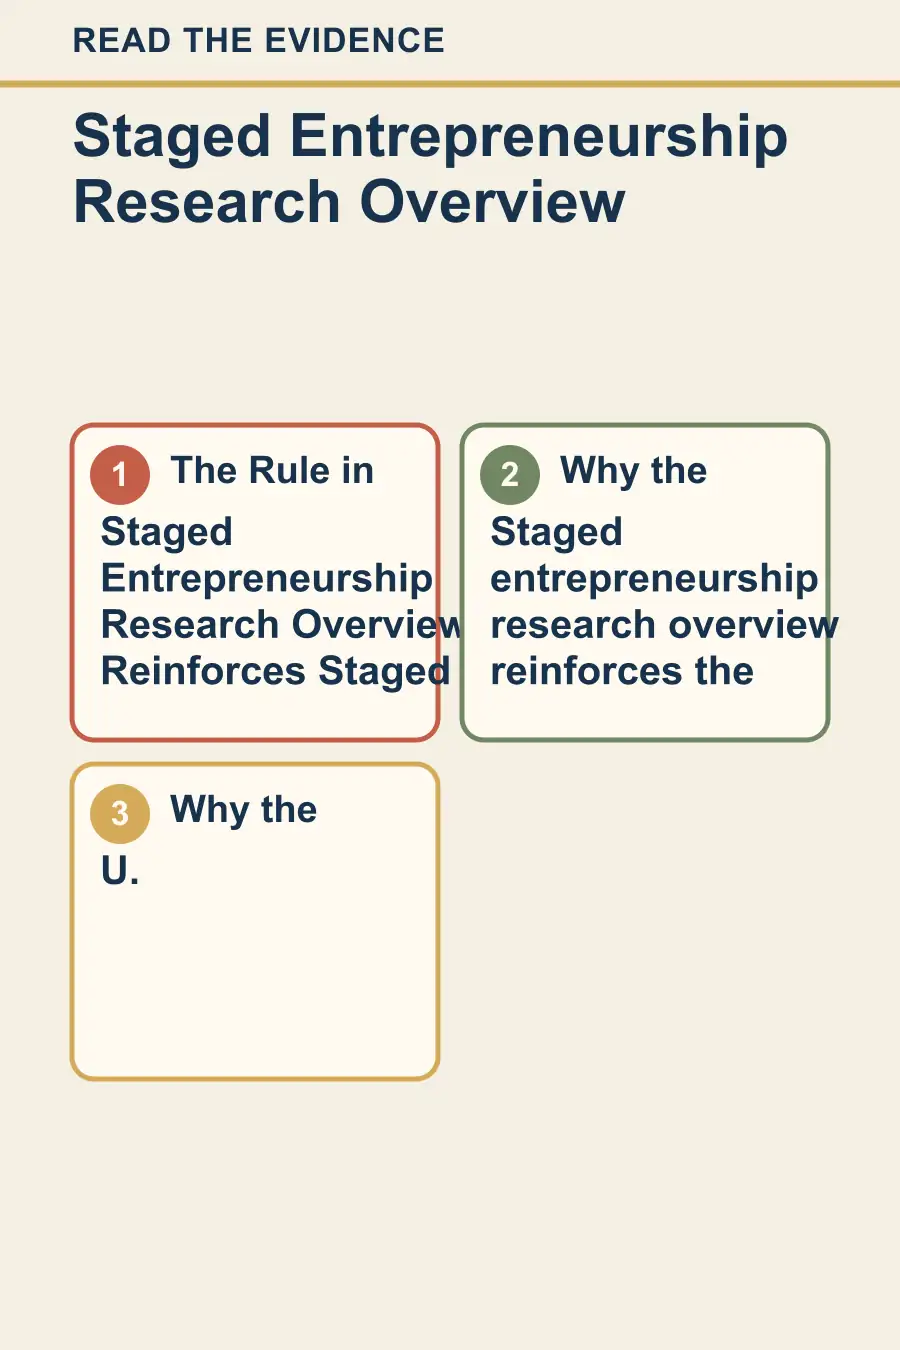 READ THE EVIDENCE
Staged Entrepreneurship
Research Overview
1 The Rule in
Staged
Entrepreneurship
Research Overview
Reinforces Staged
2 Why the
Staged
entrepreneurship
research overview
reinforces the
3 Why the
U.